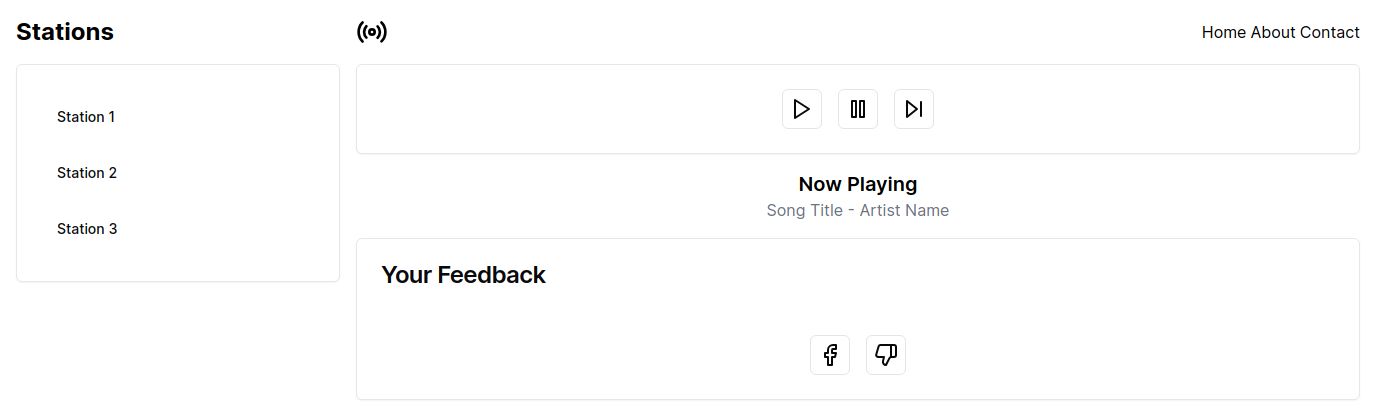 Stations
Home About Contact
Station 1
Station 2
Station 3
Now Playing
Song Title - Artist Name
Your Feedback